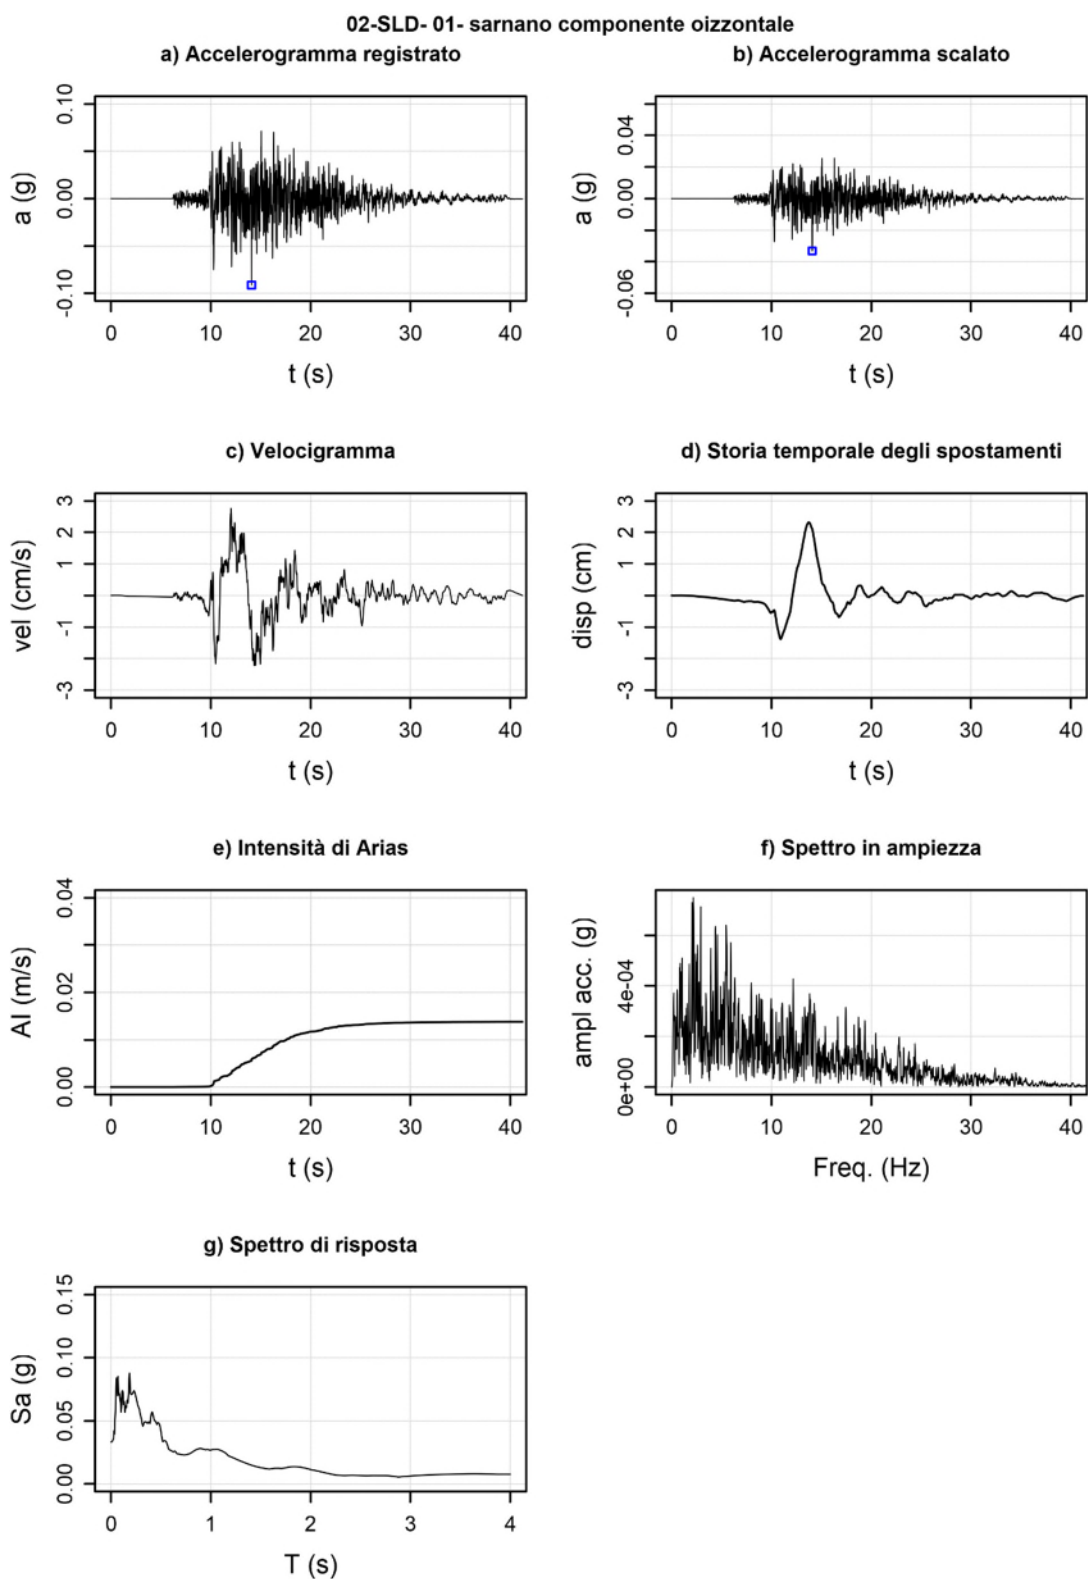 02-SLD- 01- sarnano componente oizzontale
a) Accelerogramma registrato
a (g)
0.10
0.00
-0.10
0 10 20 30 40
t (s)
b) Accelerogramma scalato
a (g)
0.04
0.00
-0.06
0 10 20 30 40
t (s)
c) Velocigramma
vel (cm/s)
3
2
1
-1
-3
0 10 20 30 40
t (s)
d) Storia temporale degli spostamenti
disp (cm)
3
2
1
-1
-3
0 10 20 30 40
t (s)
e) Intensità di Arias
AI (m/s)
0.04
0.02
0.00
0 10 20 30 40
t (s)
f) Spettro in ampiezza
ampl acc. (g)
4e-04
0e+00
0 10 20 30 40
Freq. (Hz)
g) Spettro di risposta
Sa (g)
0.15
0.10
0.05
0.00
0 1 2 3 4
T (s)